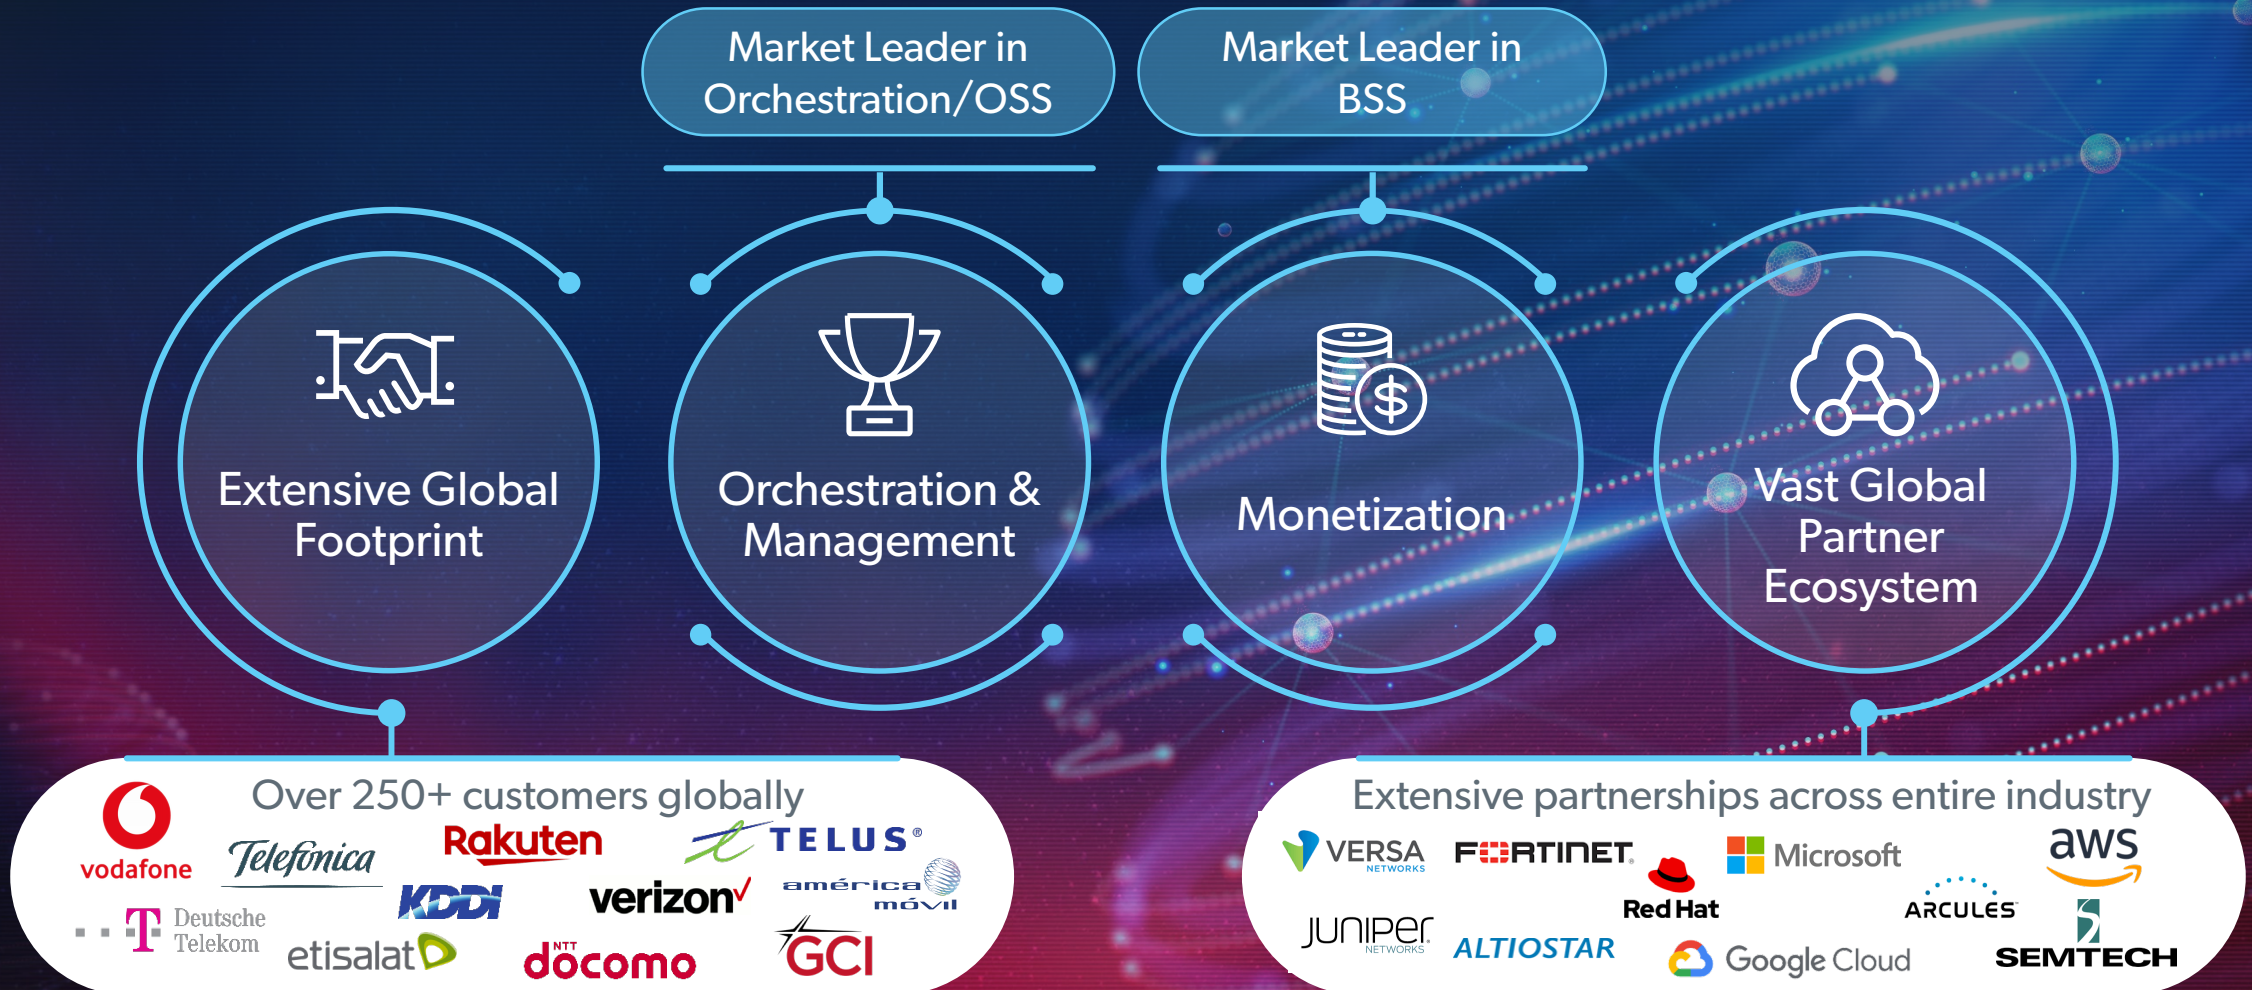 Market Leader in
Orchestration/OSS
Market Leader in
BSS
Extensive Global
Footprint
Orchestration &
Management
Monetization
Vast Global
Partner
Ecosystem
Over 250+ customers globally
vodafone
Telefónica
Rakuten
TELUS®
KDDI
verizon✓
américa
móvil
Deutsche
Telekom
T
etisalat
NTT
döcomo
GCI
Extensive partnerships across entire industry
VERSA
NETWORKS
FORTINET®
Microsoft
aws
Red Hat
ARCULES
JUNIPER
NETWORKS
ALTIOSTAR
Google Cloud
SEMTECH